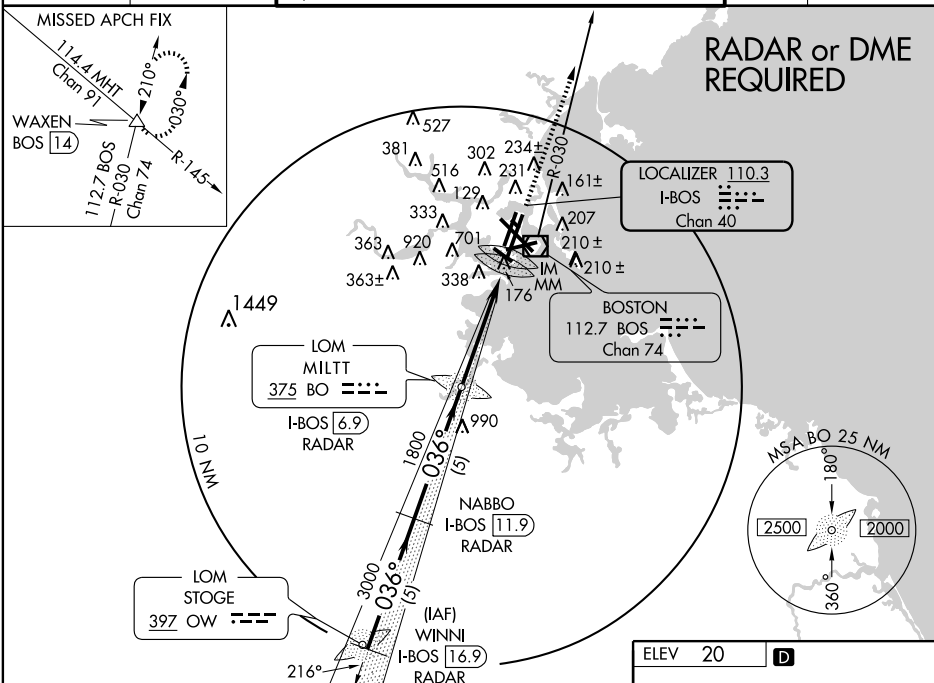 MISSED APCH FIX
114.4 MHT
Chan 91
210°
030°
WAXEN
BOS 14
R-145
112.7 BOS
R-030
Chan 74
RADAR or DME
REQUIRED
527
381
516
302
234±
231
129
R-030
161±
333
207
363
920
701
210 ±
210 ±
363±
338
IM
MM
176
1449
LOCALIZER 110.3
I-BOS
Chan 40
BOSTON
112.7 BOS
Chan 74
LOM
MILTT
375 BO
I-BOS 6.9
RADAR
990
10 NM
1800
036°
(5)
NABBO
I-BOS 11.9
RADAR
MSA BO 25 NM
180°
2500
2000
360°
3000
036°
(5)
LOM
STOGE
397 OW
(IAF)
WINNI
I-BOS 16.9
RADAR
216°
ELEV 20
D